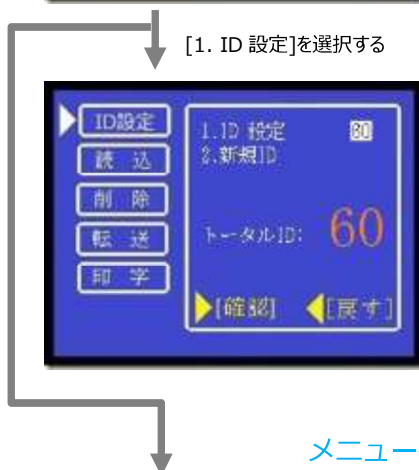 [1. ID 設定]を選択する
ID設定
読 込
削 除
転 送
印 字
1.ID 設定 60
2.新規ID
トータルID: 60
[確認] [戻す]
メニュー